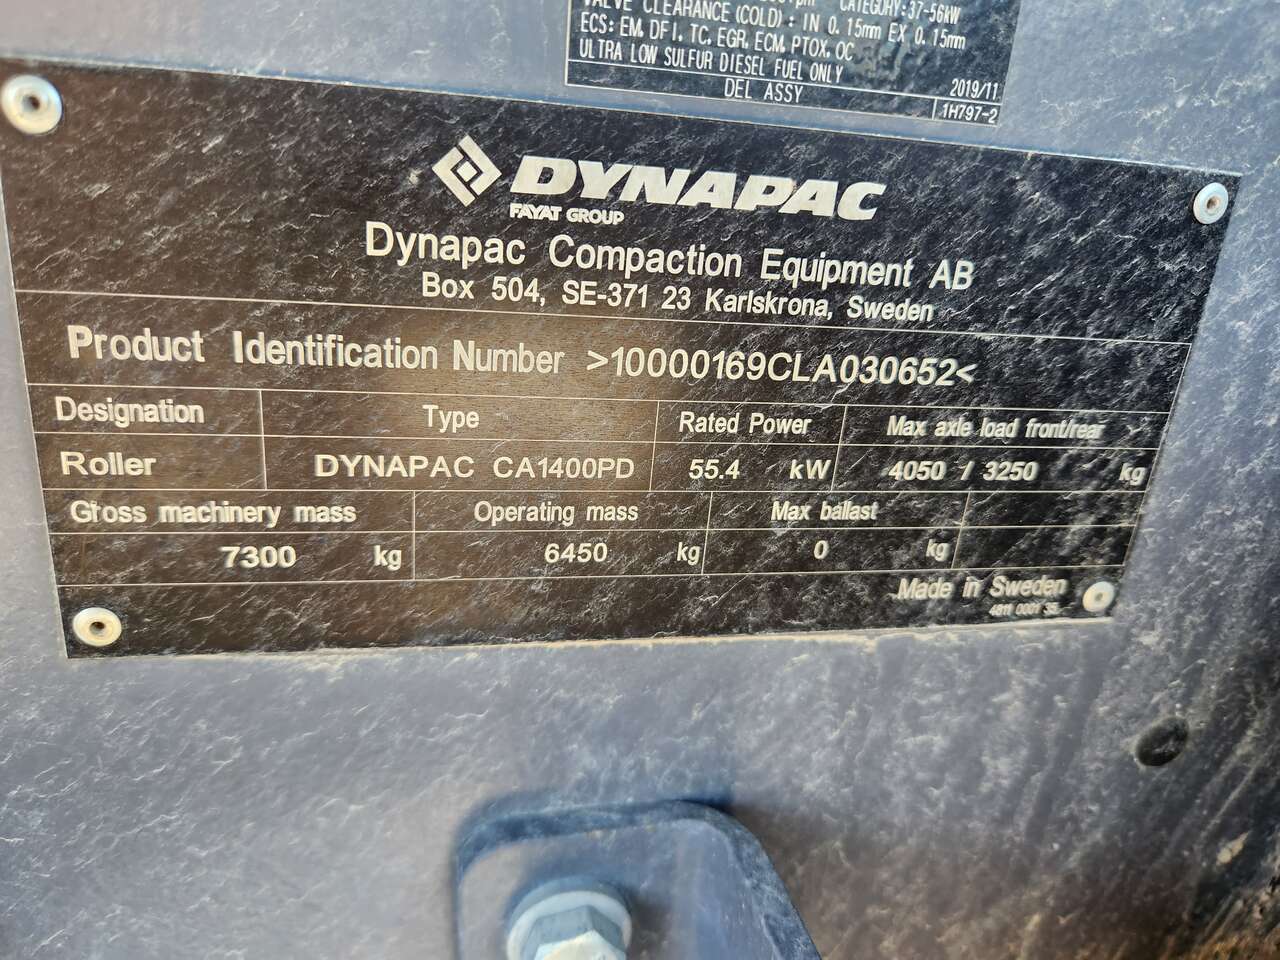 CATEGORY:37-56kW
VALVE CLEARANCE (COLD) : IN 0. 15mm EX 0. 15mm
ECS: EM, DFI, TC, EGR, ECM, PTOX, OC
ULTRA LOW SULFUR DIESEL FUEL ONLY
DEL ASSY
2019/11
1H797-2
DYNAPAC
FAYAT GROUP
Dynapac Compaction Equipment AB
Box 504, SE-371 23 Karlskrona, Sweden
Product Identification Number >10000169CLA030652<
Designation Type Rated Power Max axle load front/rear
Roller DYNAPAC CA1400PD 55.4 kW 4050 / 3250 kg
Gross machinery mass Operating mass Max ballast
7300 kg 6450 kg 0 kg
Made in Sweden
4811 0001 35